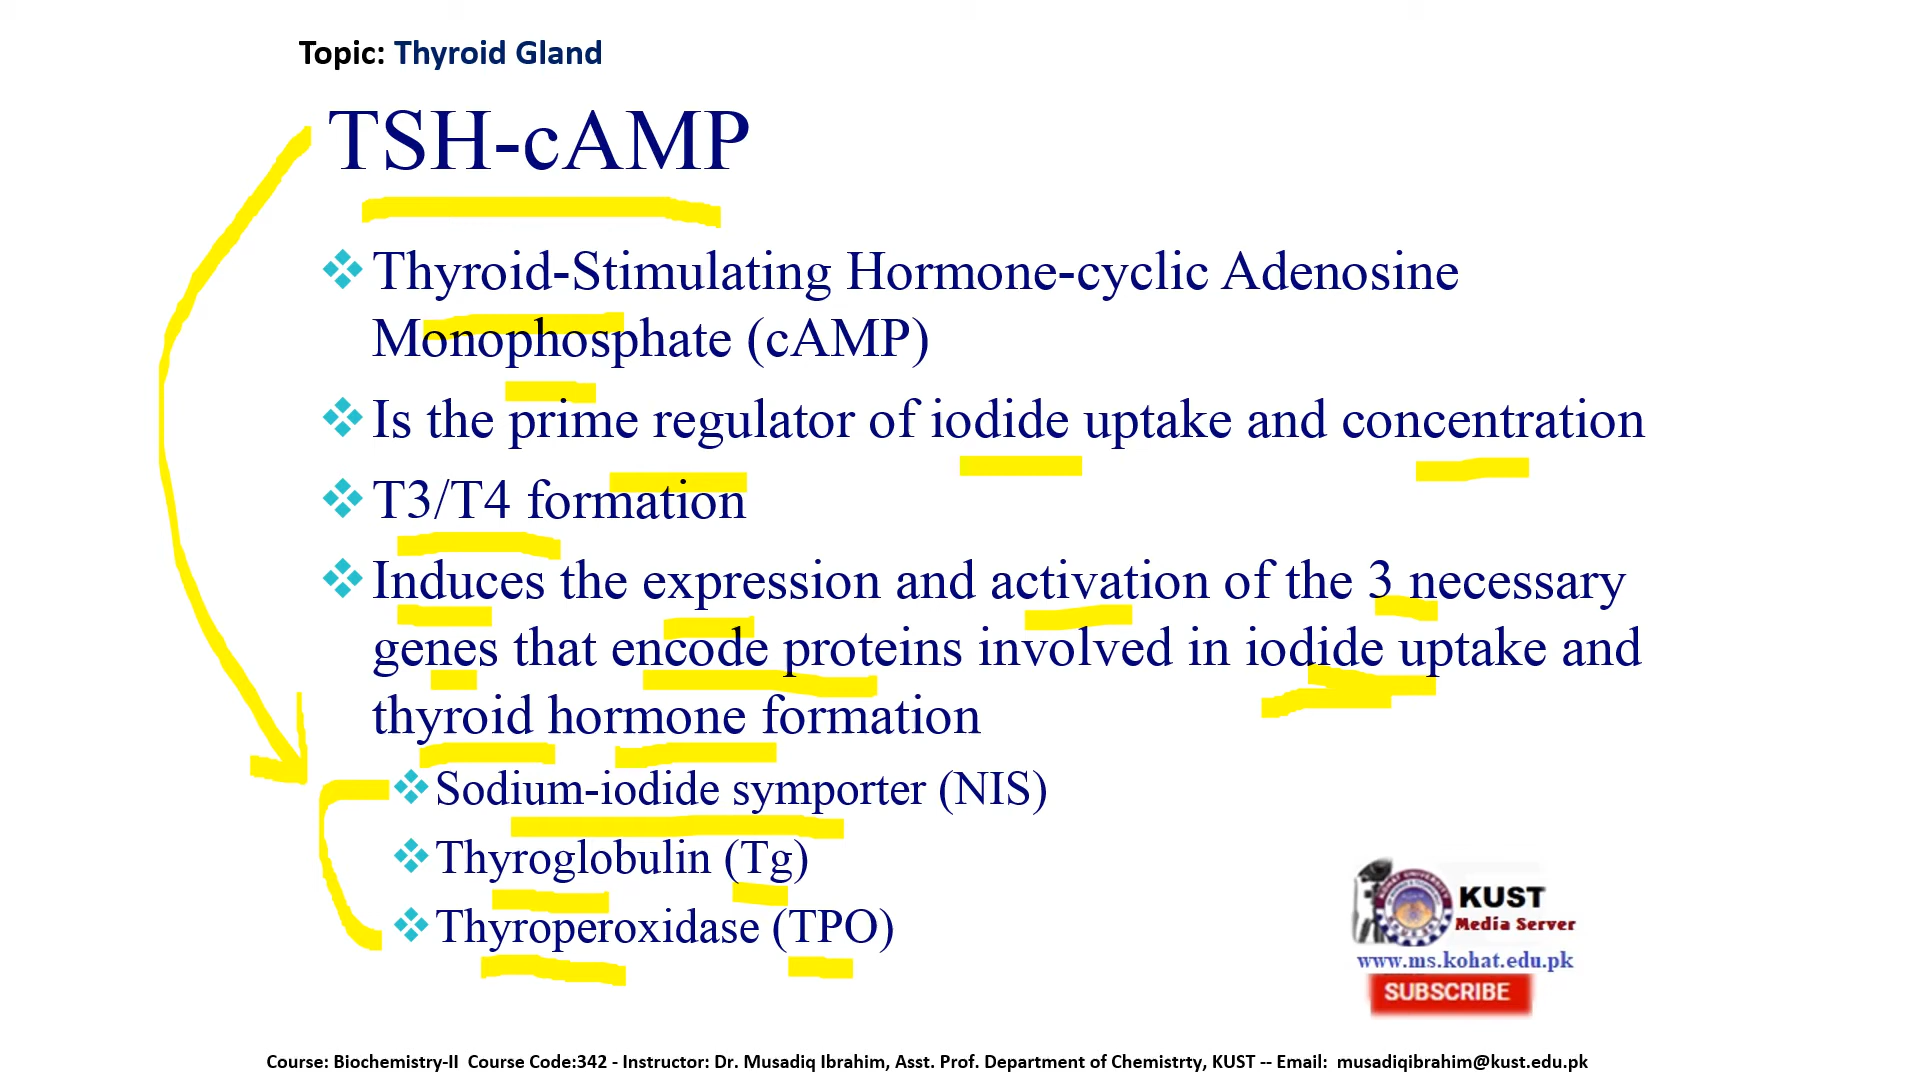 Topic: Thyroid Gland
TSH-cAMP
Thyroid-Stimulating Hormone-cyclic Adenosine
Monophosphate (cAMP)
Is the prime regulator of iodide uptake and concentration
T3/T4 formation
Induces the expression and activation of the 3 necessary
genes that encode proteins involved in iodide uptake and
thyroid hormone formation
Sodium-iodide symporter (NIS)
Thyroglobulin (Tg)
Thyroperoxidase (TPO)
KUST
Media Server
www.ms.kohat.edu.pk
SUBSCRIBE
Course: Biochemistry-II Course Code:342 - Instructor: Dr. Musadiq Ibrahim, Asst. Prof. Department of Chemistrty, KUST -- Email: musadiqibrahim@kust.edu.pk